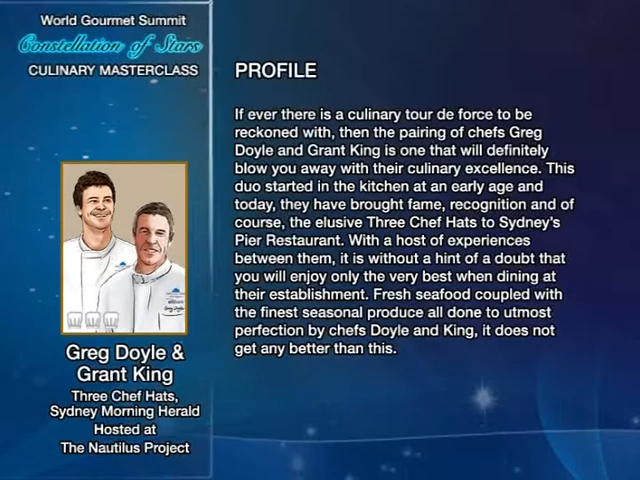 World Gourmet Summit
Constellation of Stars
CULINARY MASTERCLASS
Greg Doyle &
Grant King
Three Chef Hats,
Sydney Morning Herald
Hosted at
The Nautilus Project
PROFILE
If ever there is a culinary tour de force to be
reckoned with, then the pairing of chefs Greg
Doyle and Grant King is one that will definitely
blow you away with their culinary excellence. This
duo started in the kitchen at an early age and
today, they have brought fame, recognition and of
course, the elusive Three Chef Hats to Sydney's
Pier Restaurant. With a host of experiences
between them, it is without a hint of a doubt that
you will enjoy only the very best when dining at
their establishment. Fresh seafood coupled with
the finest seasonal produce all done to utmost
perfection by chefs Doyle and King, it does not
get any better than this.